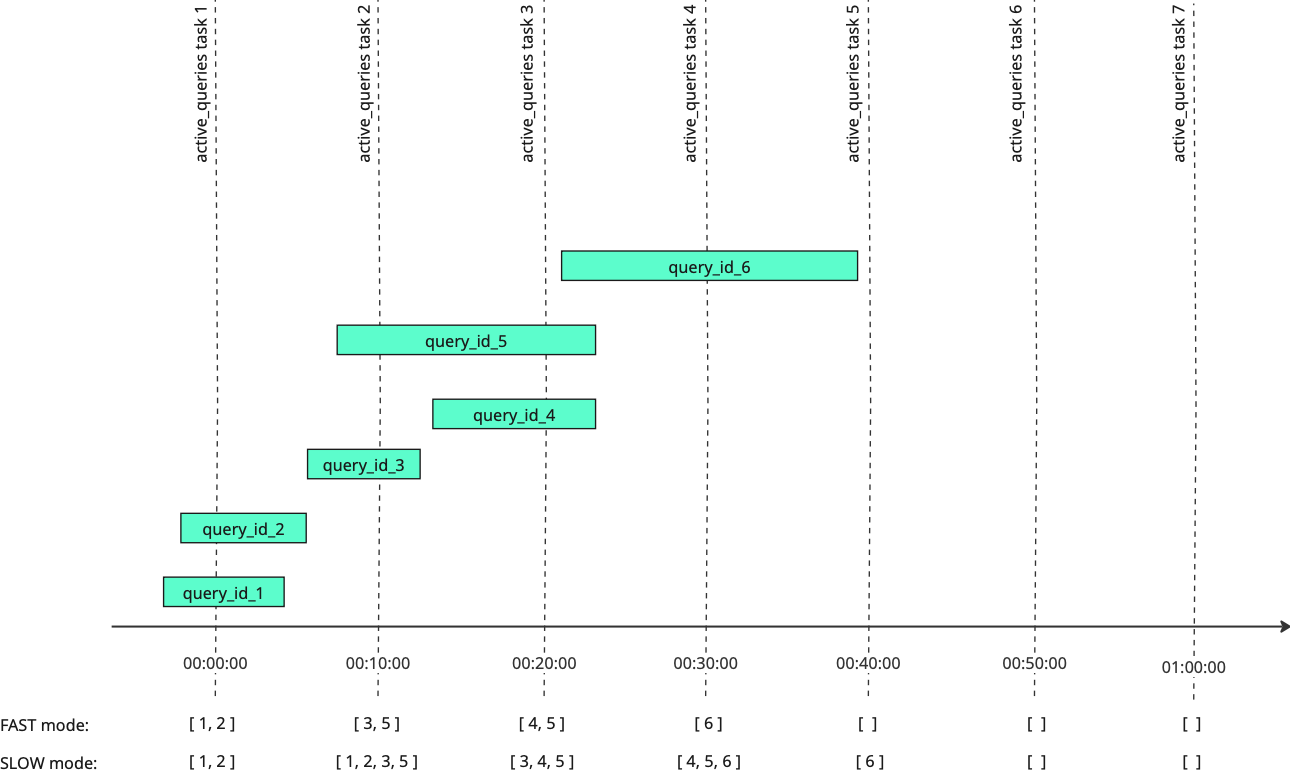 active_queries task 1
active_queries task 2
active_queries task 3
active_queries task 4
active_queries task 5
active_queries task 6
active_queries task 7
query_id_6
query_id_5
query_id_4
query_id_3
query_id_2
query_id_1
00:00:00 00:10:00 00:20:00 00:30:00 00:40:00 00:50:00 01:00:00
FAST mode: [ 1, 2 ] [ 3, 5 ] [ 4, 5 ] [ 6 ] [ ] [ ] [ ]
SLOW mode: [ 1, 2 ] [ 1, 2, 3, 5 ] [ 3, 4, 5 ] [ 4, 5, 6 ] [ 6 ] [ ] [ ]